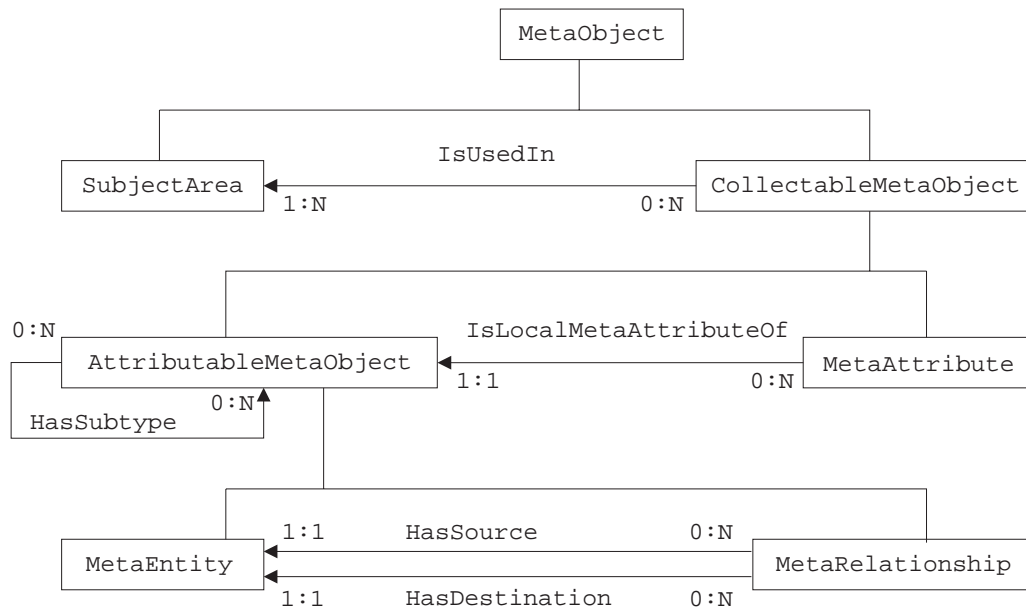 MetaObject
IsUsedIn
SubjectArea
CollectableMetaObject
1:N
0:N
0:N
IsLocalMetaAttributeOf
AttributableMetaObject
MetaAttribute
1:1
0:N
0:N
HasSubtype
1:1
HasSource
0:N
MetaEntity
MetaRelationship
1:1
HasDestination
0:N